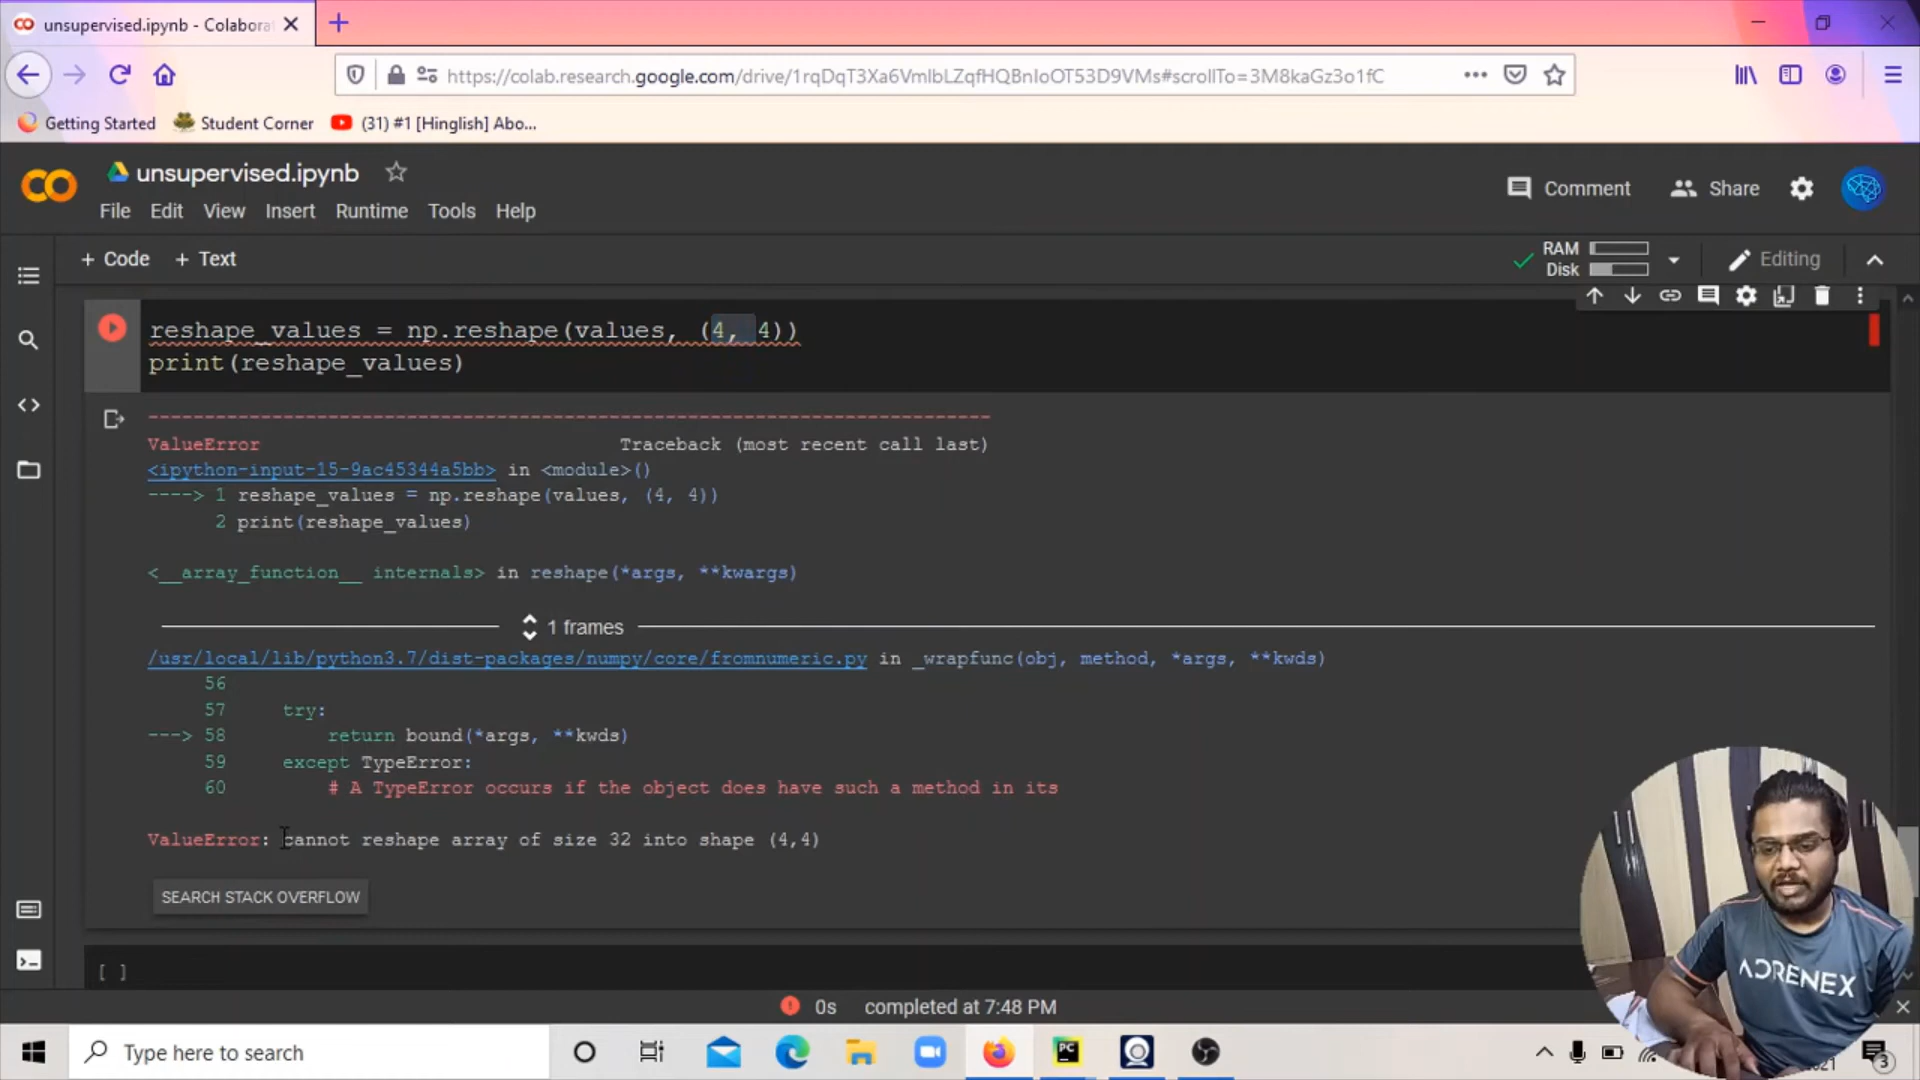 unsupervised.ipynb - Colabora
https://colab.research.google.com/drive/1rqDqT3Xa6VmlbLZqfHQBnIoOT53D9VMs#scrollTo=3M8kaGz3o1fC
Getting Started Student Corner (31) #1 [Hinglish] Abo...
unsupervised.ipynb
Comment Share
File Edit View Insert Runtime Tools Help
+ Code + Text
RAM
Disk
Editing
reshape_values = np.reshape(values, (4, 4))
print(reshape_values)
---------------------------------------------------------------------------
ValueError Traceback (most recent call last)
<ipython-input-15-9ac45344a5bb> in <module>()
----> 1 reshape_values = np.reshape(values, (4, 4))
2 print(reshape_values)
<__array_function__ internals> in reshape(*args, **kwargs)
1 frames
/usr/local/lib/python3.7/dist-packages/numpy/core/fromnumeric.py in _wrapfunc(obj, method, *args, **kwds)
56
57 try:
---> 58 return bound(*args, **kwds)
59 except TypeError:
60 # A TypeError occurs if the object does have such a method in its
ValueError: cannot reshape array of size 32 into shape (4,4)
SEARCH STACK OVERFLOW
[ ]
0s completed at 7:48 PM
ADRENEX
Type here to search
PC
3